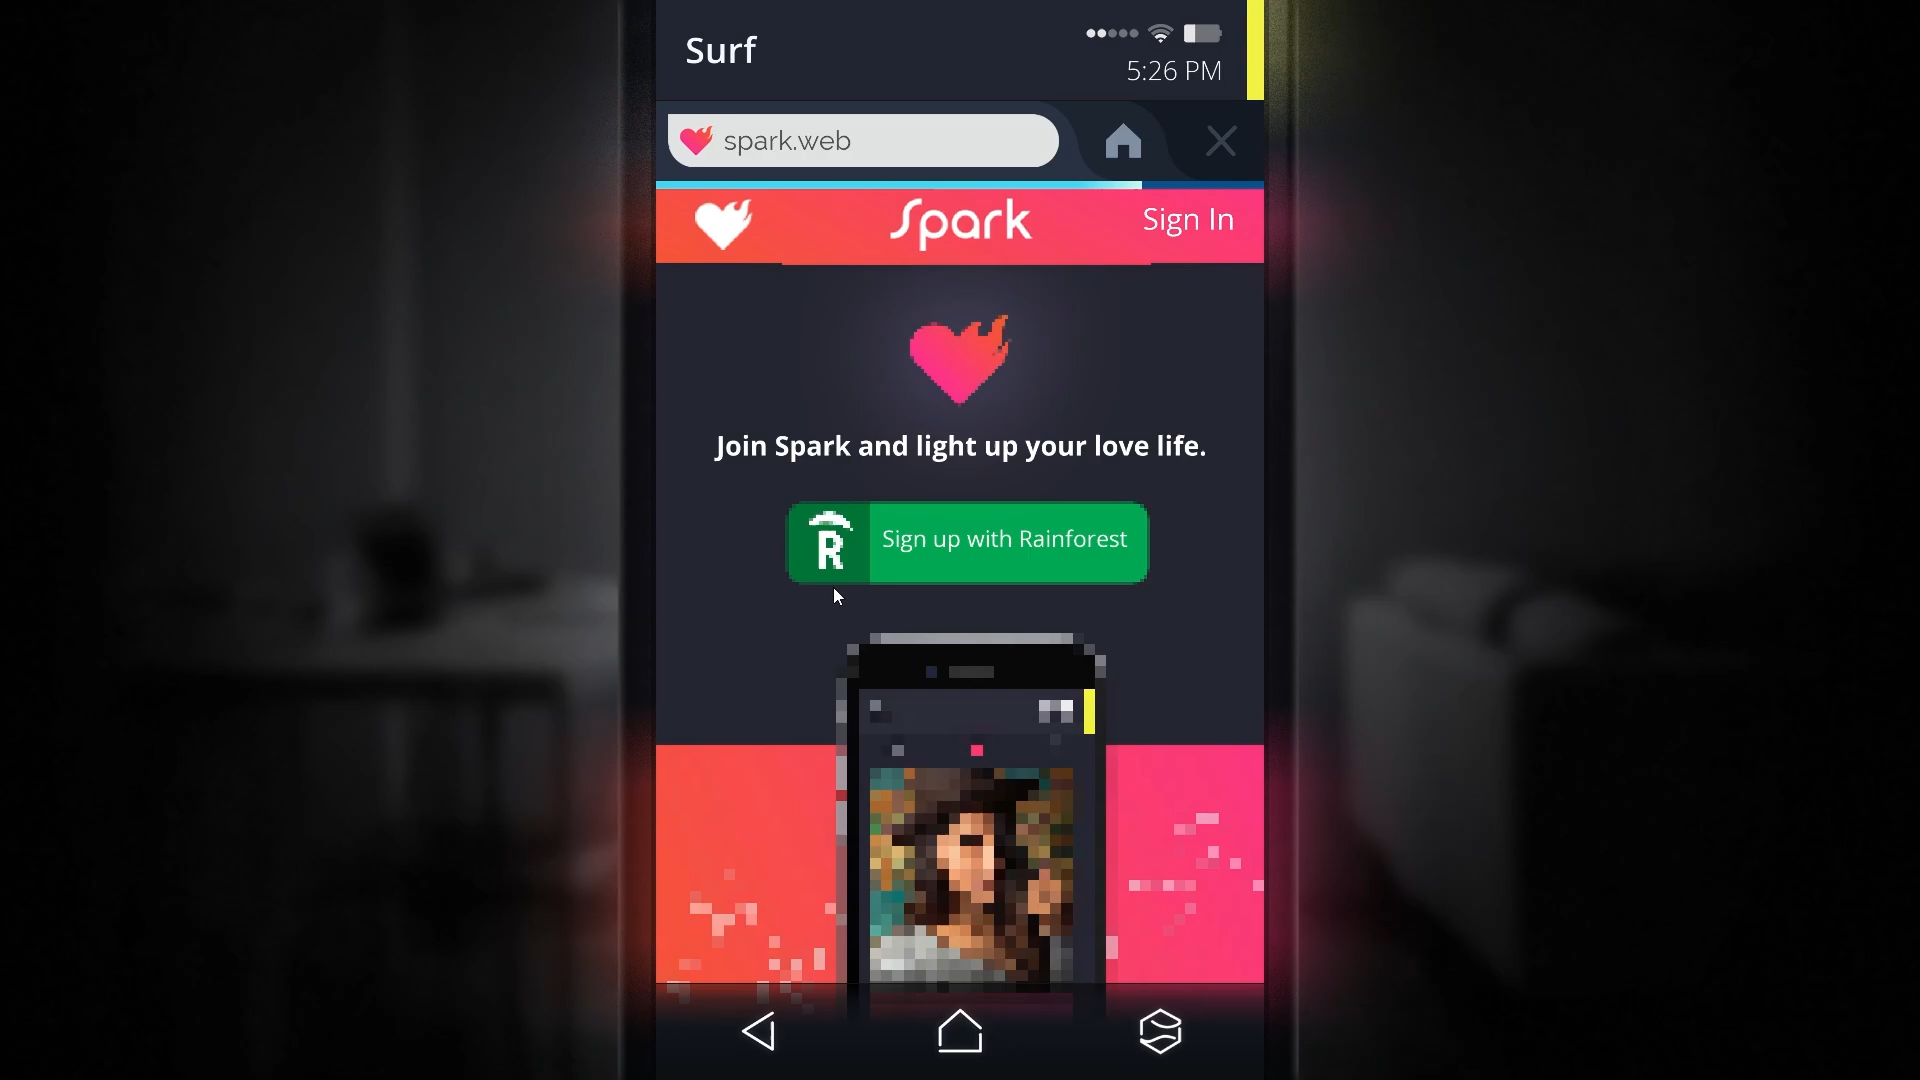 Surf
5:26 PM
spark.web
Spark
Sign In
Join Spark and light up your love life.
R
Sign up with Rainforest